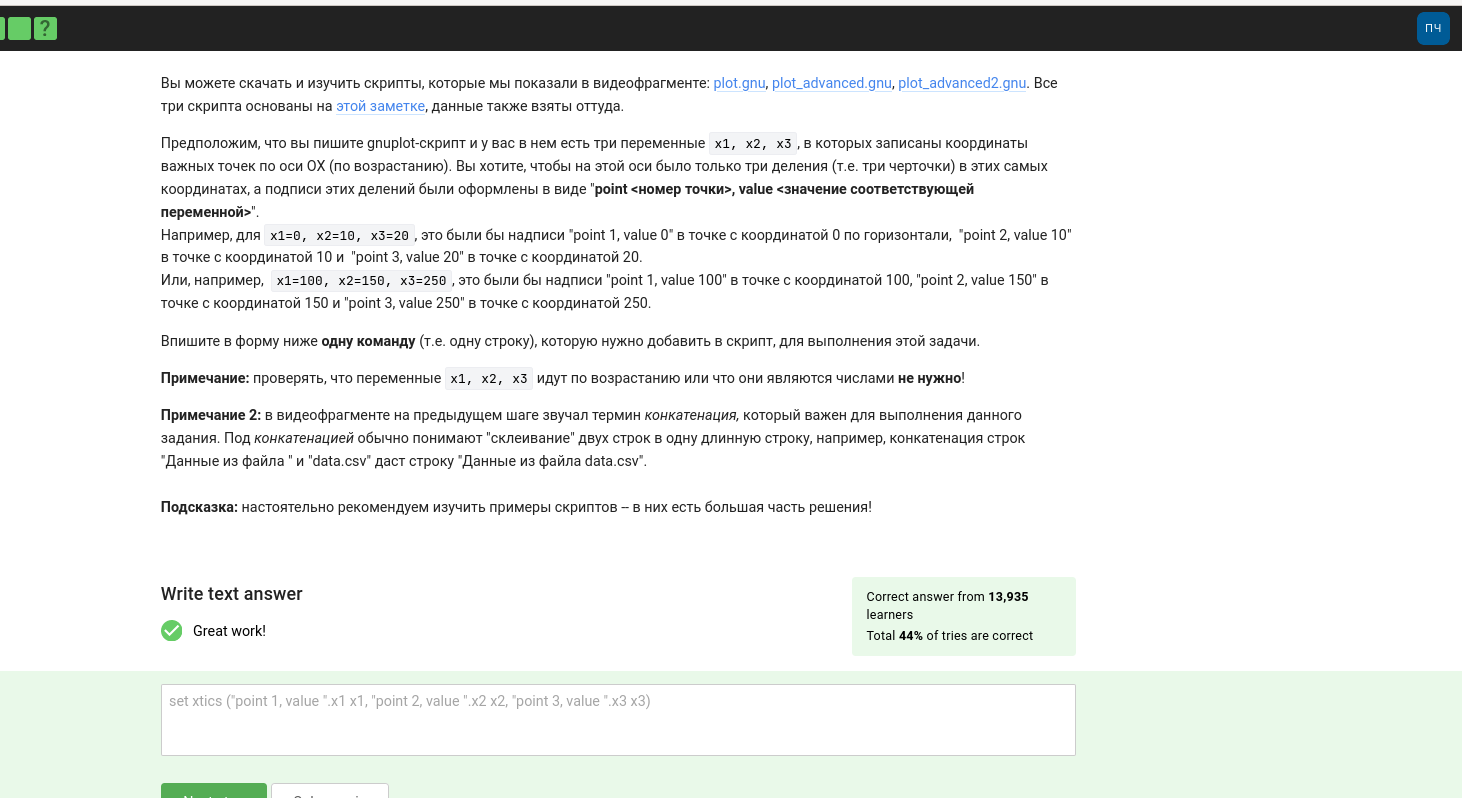 ?
ПЧ
Вы можете скачать и изучить скрипты, которые мы показали в видеофрагменте: plot.gnu, plot_advanced.gnu, plot_advanced2.gnu. Все
три скрипта основаны на этой заметке, данные также взяты оттуда.
Предположим, что вы пишите gnuplot-скрипт и у вас в нем есть три переменные x1, x2, x3, в которых записаны координаты
важных точек по оси OX (по возрастанию). Вы хотите, чтобы на этой оси было только три деления (т.е. три черточки) в этих самых
координатах, а подписи этих делений были оформлены в виде "point <номер точки>, value <значение соответствующей
переменной>".
Например, для x1=0, x2=10, x3=20, это были бы надписи "point 1, value 0" в точке с координатой 0 по горизонтали, "point 2, value 10"
в точке с координатой 10 и "point 3, value 20" в точке с координатой 20.
Или, например, x1=100, x2=150, x3=250, это были бы надписи "point 1, value 100" в точке с координатой 100, "point 2, value 150" в
точке с координатой 150 и "point 3, value 250" в точке с координатой 250.
Впишите в форму ниже одну команду (т.е. одну строку), которую нужно добавить в скрипт, для выполнения этой задачи.
Примечание: проверять, что переменные x1, x2, x3 идут по возрастанию или что они являются числами не нужно!
Примечание 2: в видеофрагменте на предыдущем шаге звучал термин конкатенация, который важен для выполнения данного
задания. Под конкатенацией обычно понимают "склеивание" двух строк в одну длинную строку, например, конкатенация строк
"Данные из файла " и "data.csv" даст строку "Данные из файла data.csv".
Подсказка: настоятельно рекомендуем изучить примеры скриптов – в них есть большая часть решения!
Write text answer
Great work!
Correct answer from 13,935
learners
Total 44% of tries are correct
set xtics ("point 1, value ".x1 x1, "point 2, value ".x2 x2, "point 3, value ".x3 x3)